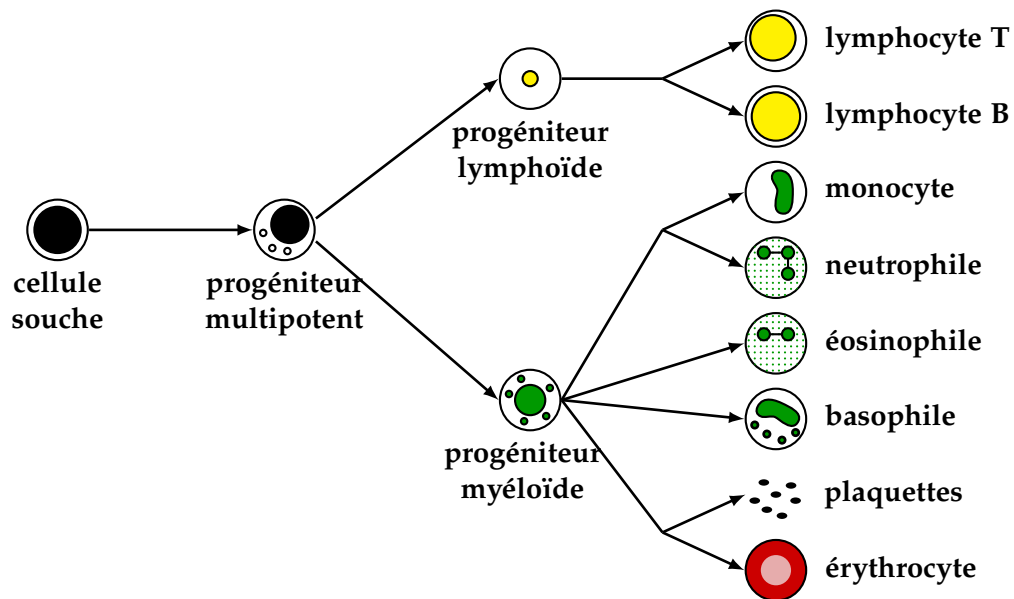 lymphocyte T
progéniteur
lymphoïde
lymphocyte B
monocyte
cellule
souche
progéniteur
multipotent
neutrophile
éosinophile
basophile
progéniteur
myéloïde
plaquettes
érythrocyte